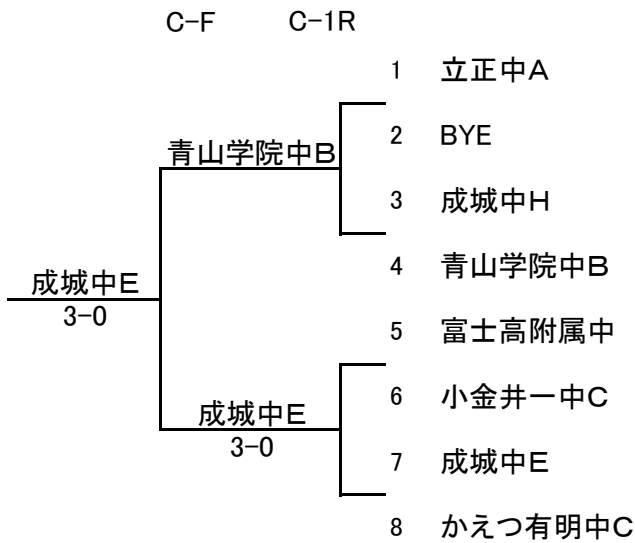 C-F C-1R
1 立正中A
2 BYE
青山学院中B
3 成城中H
4 青山学院中B
成城中E
3-0
5 富士高附属中
6 小金井一中C
成城中E
3-0
7 成城中E
8 かえつ有明中C